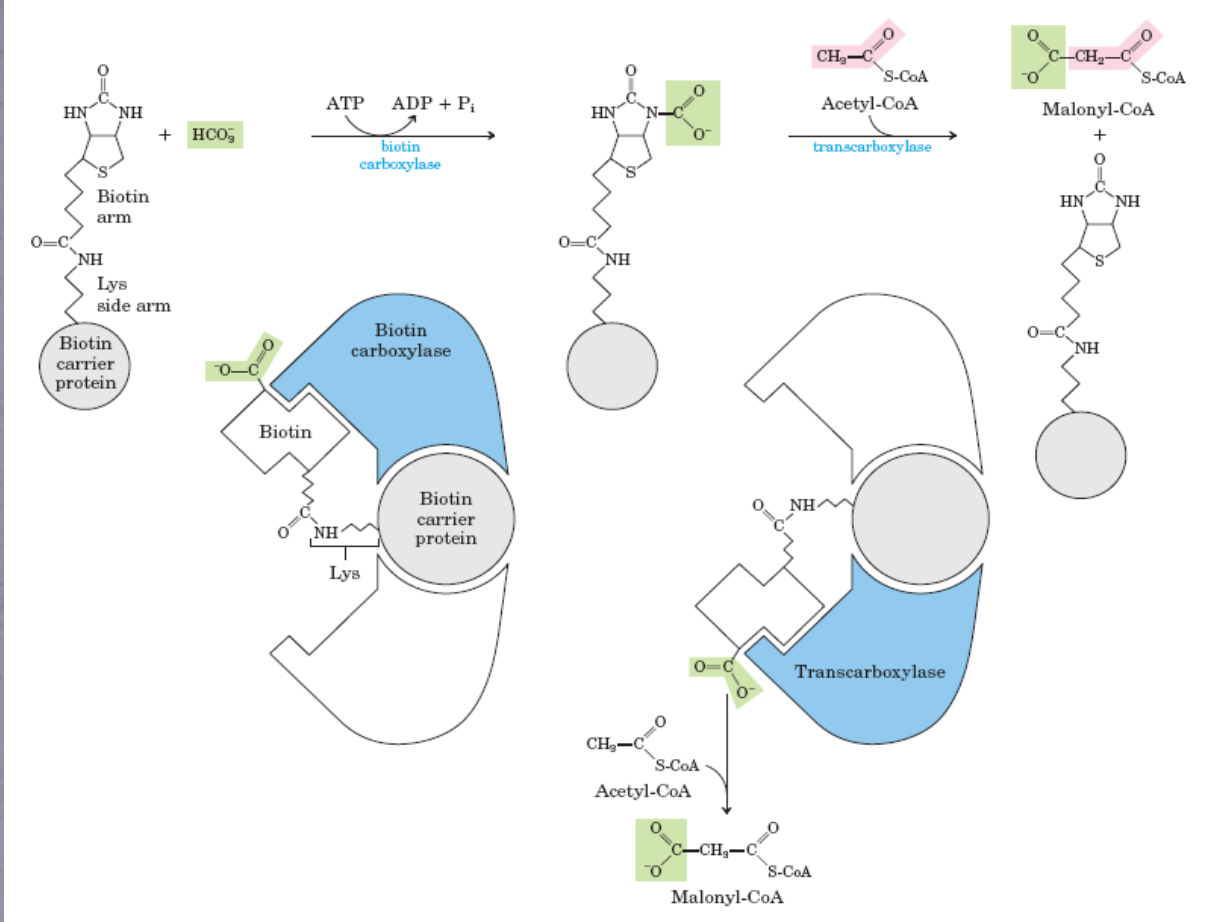 O
C
HN NH
+ HCO₃⁻
S
Biotin
arm
O=C
NH
Lys
side arm
Biotin
carrier
protein
ATP ADP + Pi
biotin
carboxylase
O
C
HN N—C
O
O⁻
S
O=C
NH
CH₃—C
O
S-CoA
Acetyl-CoA
transcarboxylase
O
C—CH₂—C
⁻O
O
S-CoA
Malonyl-CoA
+
O
C
HN NH
S
O=C
NH
Biotin
carboxylase
O
⁻O—C
Biotin
C
O
NH
Lys
Biotin
carrier
protein
O
NH
C
Transcarboxylase
O=C
O⁻
O
CH₃—C
S-CoA
Acetyl-CoA
O O
C—CH₃—C
⁻O
S-CoA
Malonyl-CoA